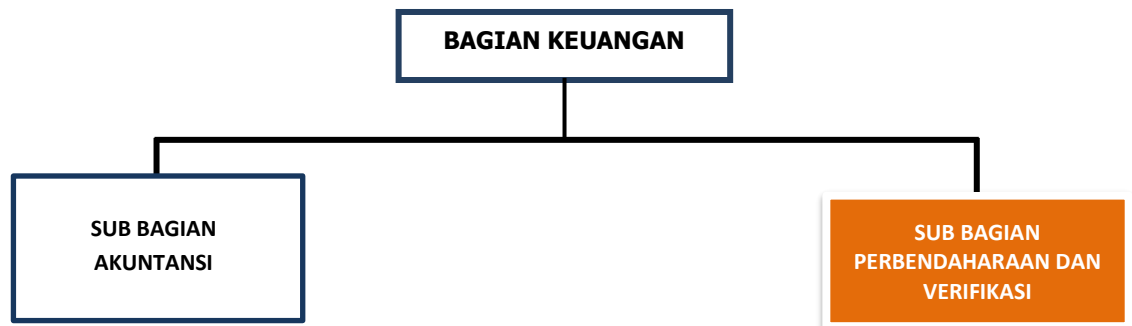 BAGIAN KEUANGAN
SUB BAGIAN
AKUNTANSI
SUB BAGIAN
PERBENDAHARAAN DAN
VERIFIKASI